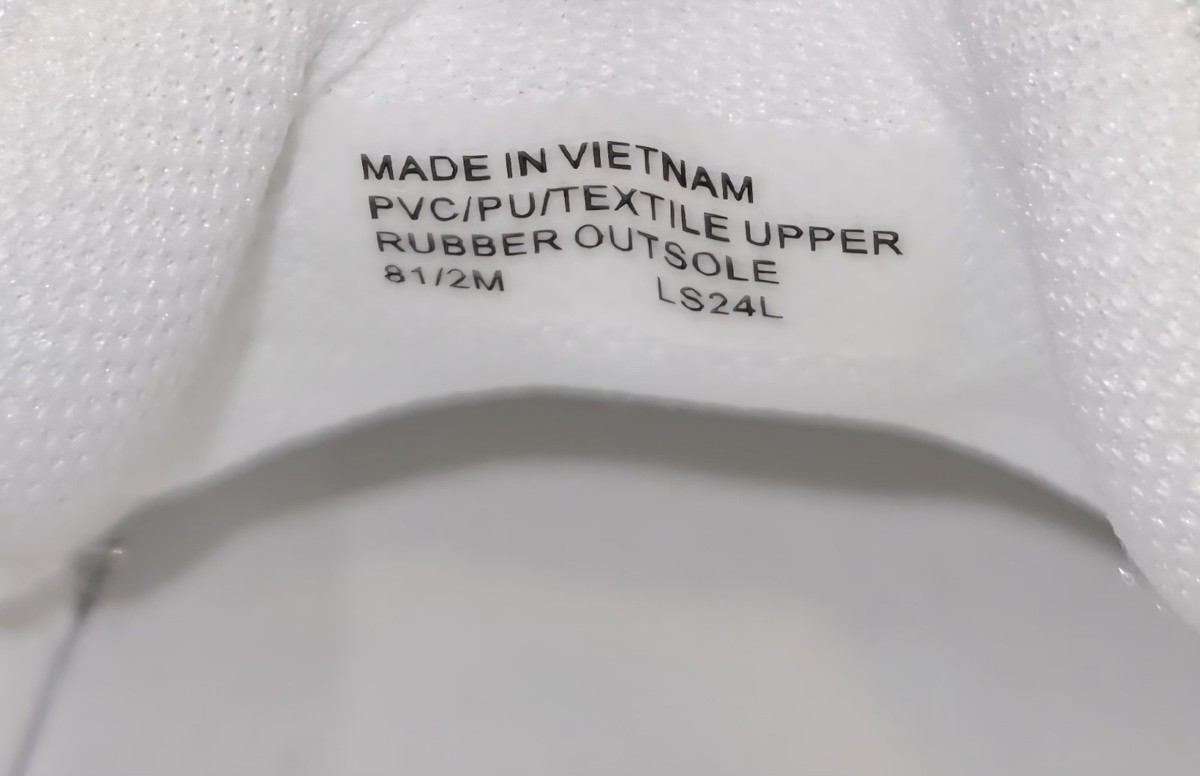 MADE IN VIETNAM
PVC/PU/TEXTILE UPPER
RUBBER OUTSOLE
81/2M LS24L